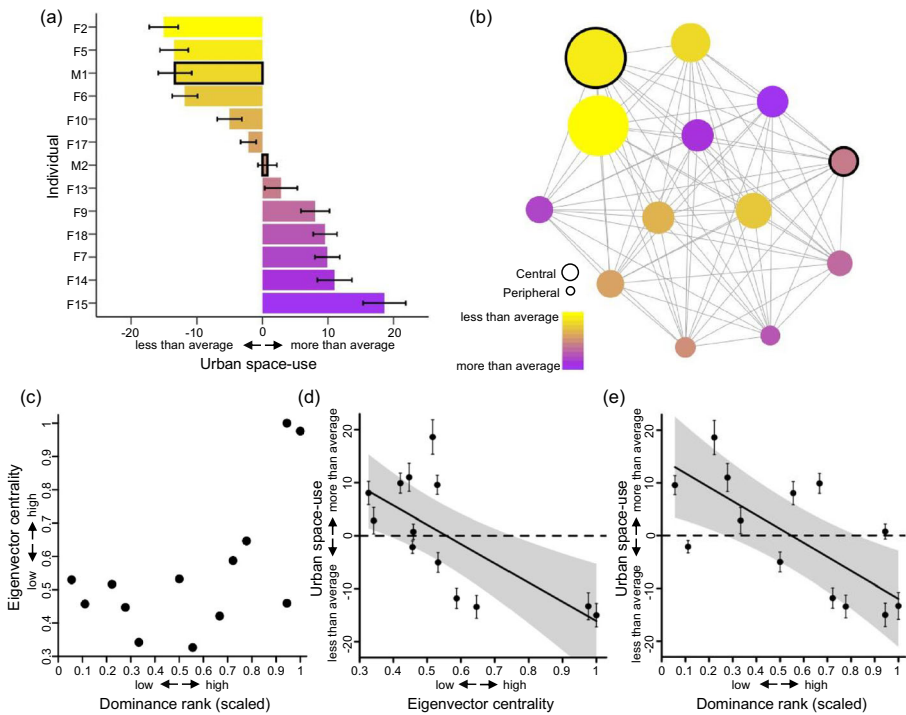 (a)
Individual
F2
F5
M1
F6
F10
F17
M2
F13
F9
F18
F7
F14
F15
-20 -10 0 10 20
less than average more than average
Urban space-use
(b)
Central
Peripheral
less than average
more than average
(c)
Eigenvector centrality
low high
1
0.9
0.8
0.7
0.6
0.5
0.4
0.3
0 0.1 0.2 0.3 0.4 0.5 0.6 0.7 0.8 0.9 1
low high
Dominance rank (scaled)
(d)
Urban space-use
less than average more than average
20
10
0
-10
-20
0.3 0.4 0.5 0.6 0.7 0.8 0.9 1
low high
Eigenvector centrality
(e)
Urban space-use
less than average more than average
20
10
0
-10
-20
0 0.1 0.2 0.3 0.4 0.5 0.6 0.7 0.8 0.9 1
low high
Dominance rank (scaled)